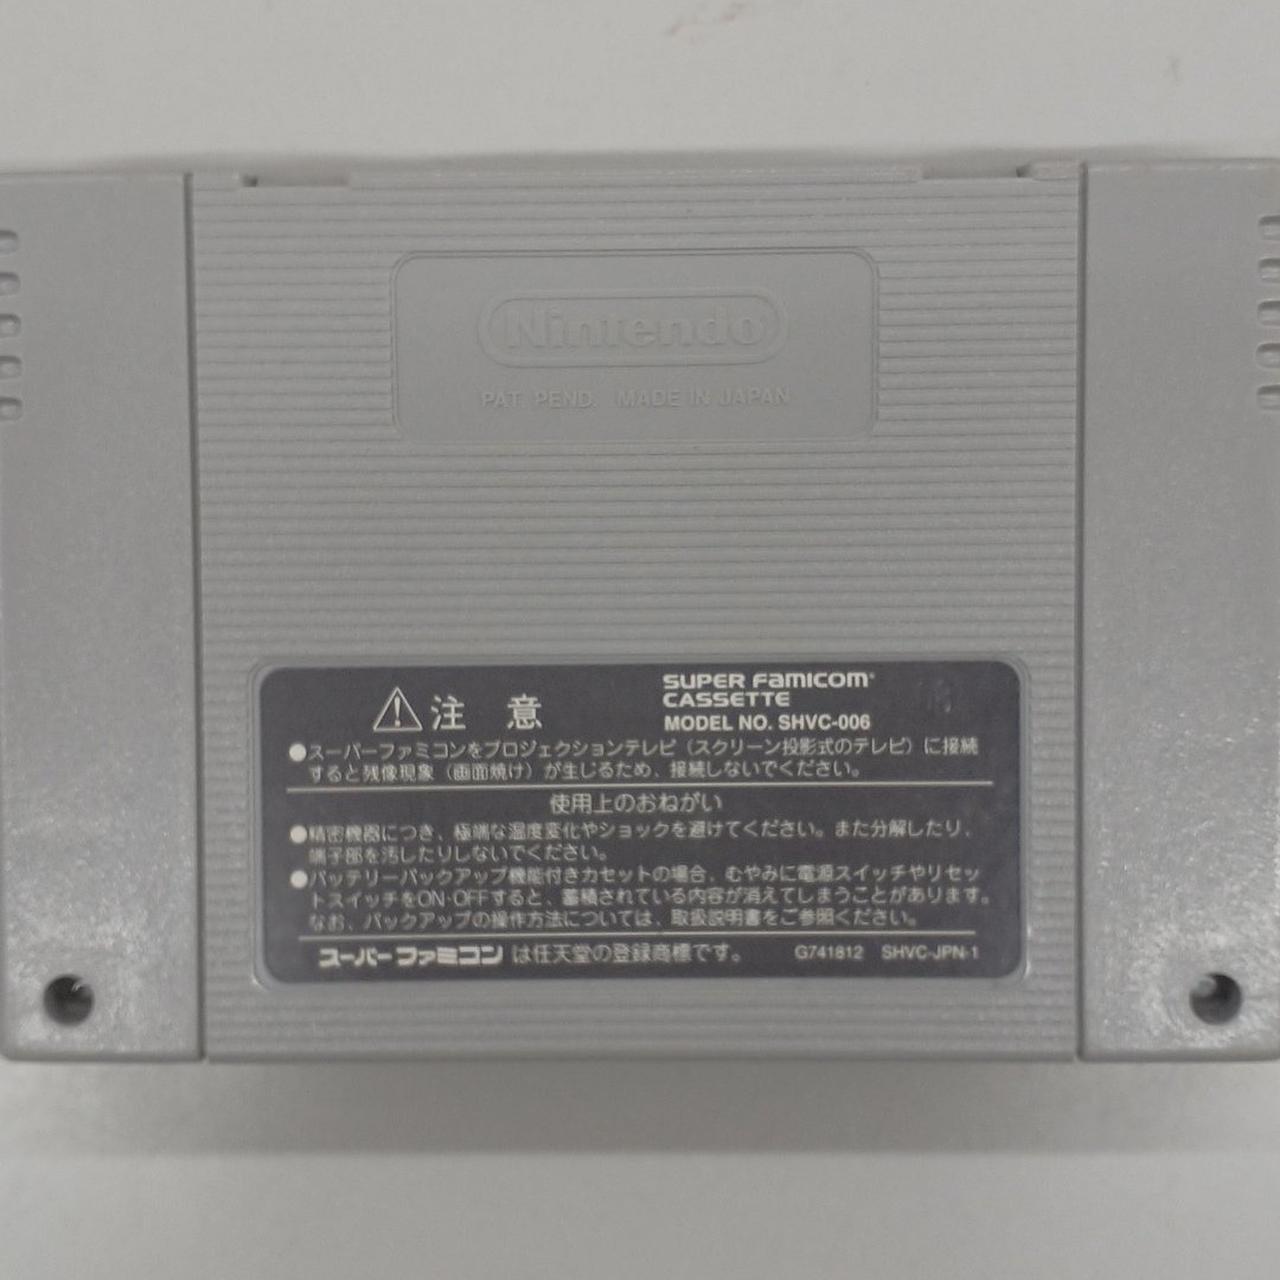 Nintendo
PAT. PEND. MADE IN JAPAN
注 意
SUPER FAMICOM
CASSETTE
MODEL NO. SHVC-006
●スーパーファミコンをプロジェクションテレビ(スクリーン投影式のテレビ)に接続
すると残像現象(画面焼け)が生じるため、接続しないでください。
使用上のおねがい
●精密機器につき、極端な温度変化やショックを避けてください。また分解したり、
端子部を汚したりしないでください。
●バッテリーバックアップ機能付きカセットの場合、むやみに電源スイッチやリセッ
トスイッチをON·OFFすると、蓄積されている内容が消えてしまうことがあります。
なお、バックアップの操作方法については、取扱説明書をご参照ください。
スーパーファミコンは任天堂の登録商標です。 G741812 SHVC-JPN-1